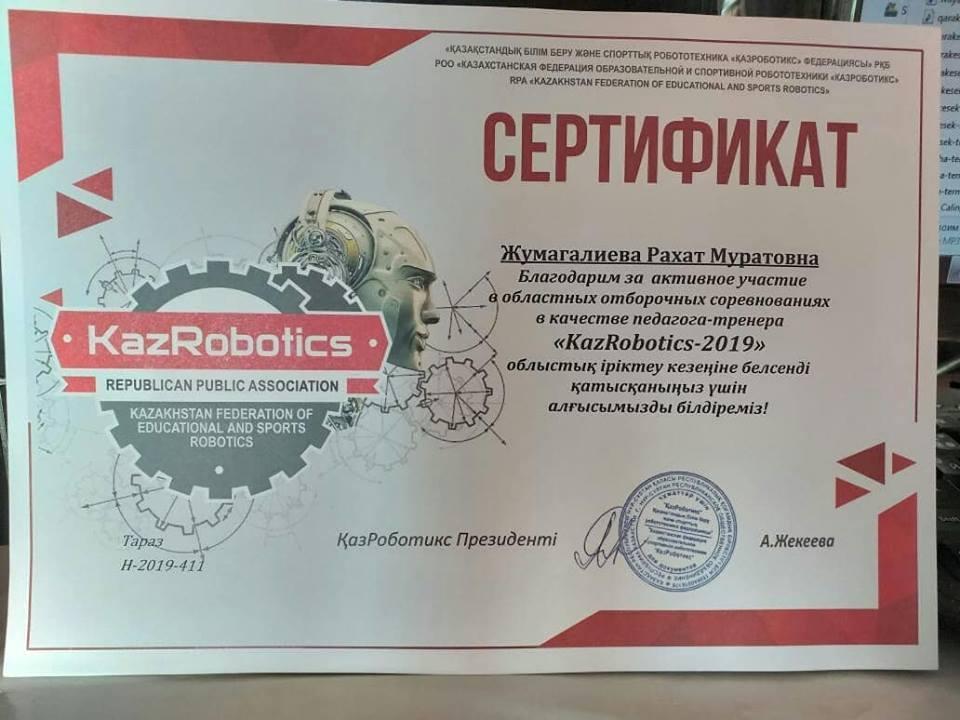 «ҚАЗАҚСТАНДЫҚ БІЛІМ БЕРУ ЖӘНЕ СПОРТТЫҚ РОБОТОТЕХНИКА «ҚАЗРОБОТИКС» ФЕДЕРАЦИЯСЫ» РҚБ
РОО «КАЗАХСТАНСКАЯ ФЕДЕРАЦИЯ ОБРАЗОВАТЕЛЬНОЙ И СПОРТИВНОЙ РОБОТОТЕХНИКИ «КАЗРОБОТИКС»
RPA «KAZAKHSTAN FEDERATION OF EDUCATIONAL AND SPORTS ROBOTICS»
СЕРТИФИКАТ
Жумагалиева Рахат Муратовна
Благодарим за активное участие
в областных отборочных соревнованиях
в качестве педагога-тренера
«KazRobotics-2019»
облыстық іріктеу кезеңіне белсенді
қатысқаныңыз үшін
алғысымызды білдіреміз!
KazRobotics
REPUBLICAN PUBLIC ASSOCIATION
KAZAKHSTAN FEDERATION OF
EDUCATIONAL AND SPORTS
ROBOTICS
Тараз
Н-2019-411
ҚазРоботикс Президенті
А.Жекеева